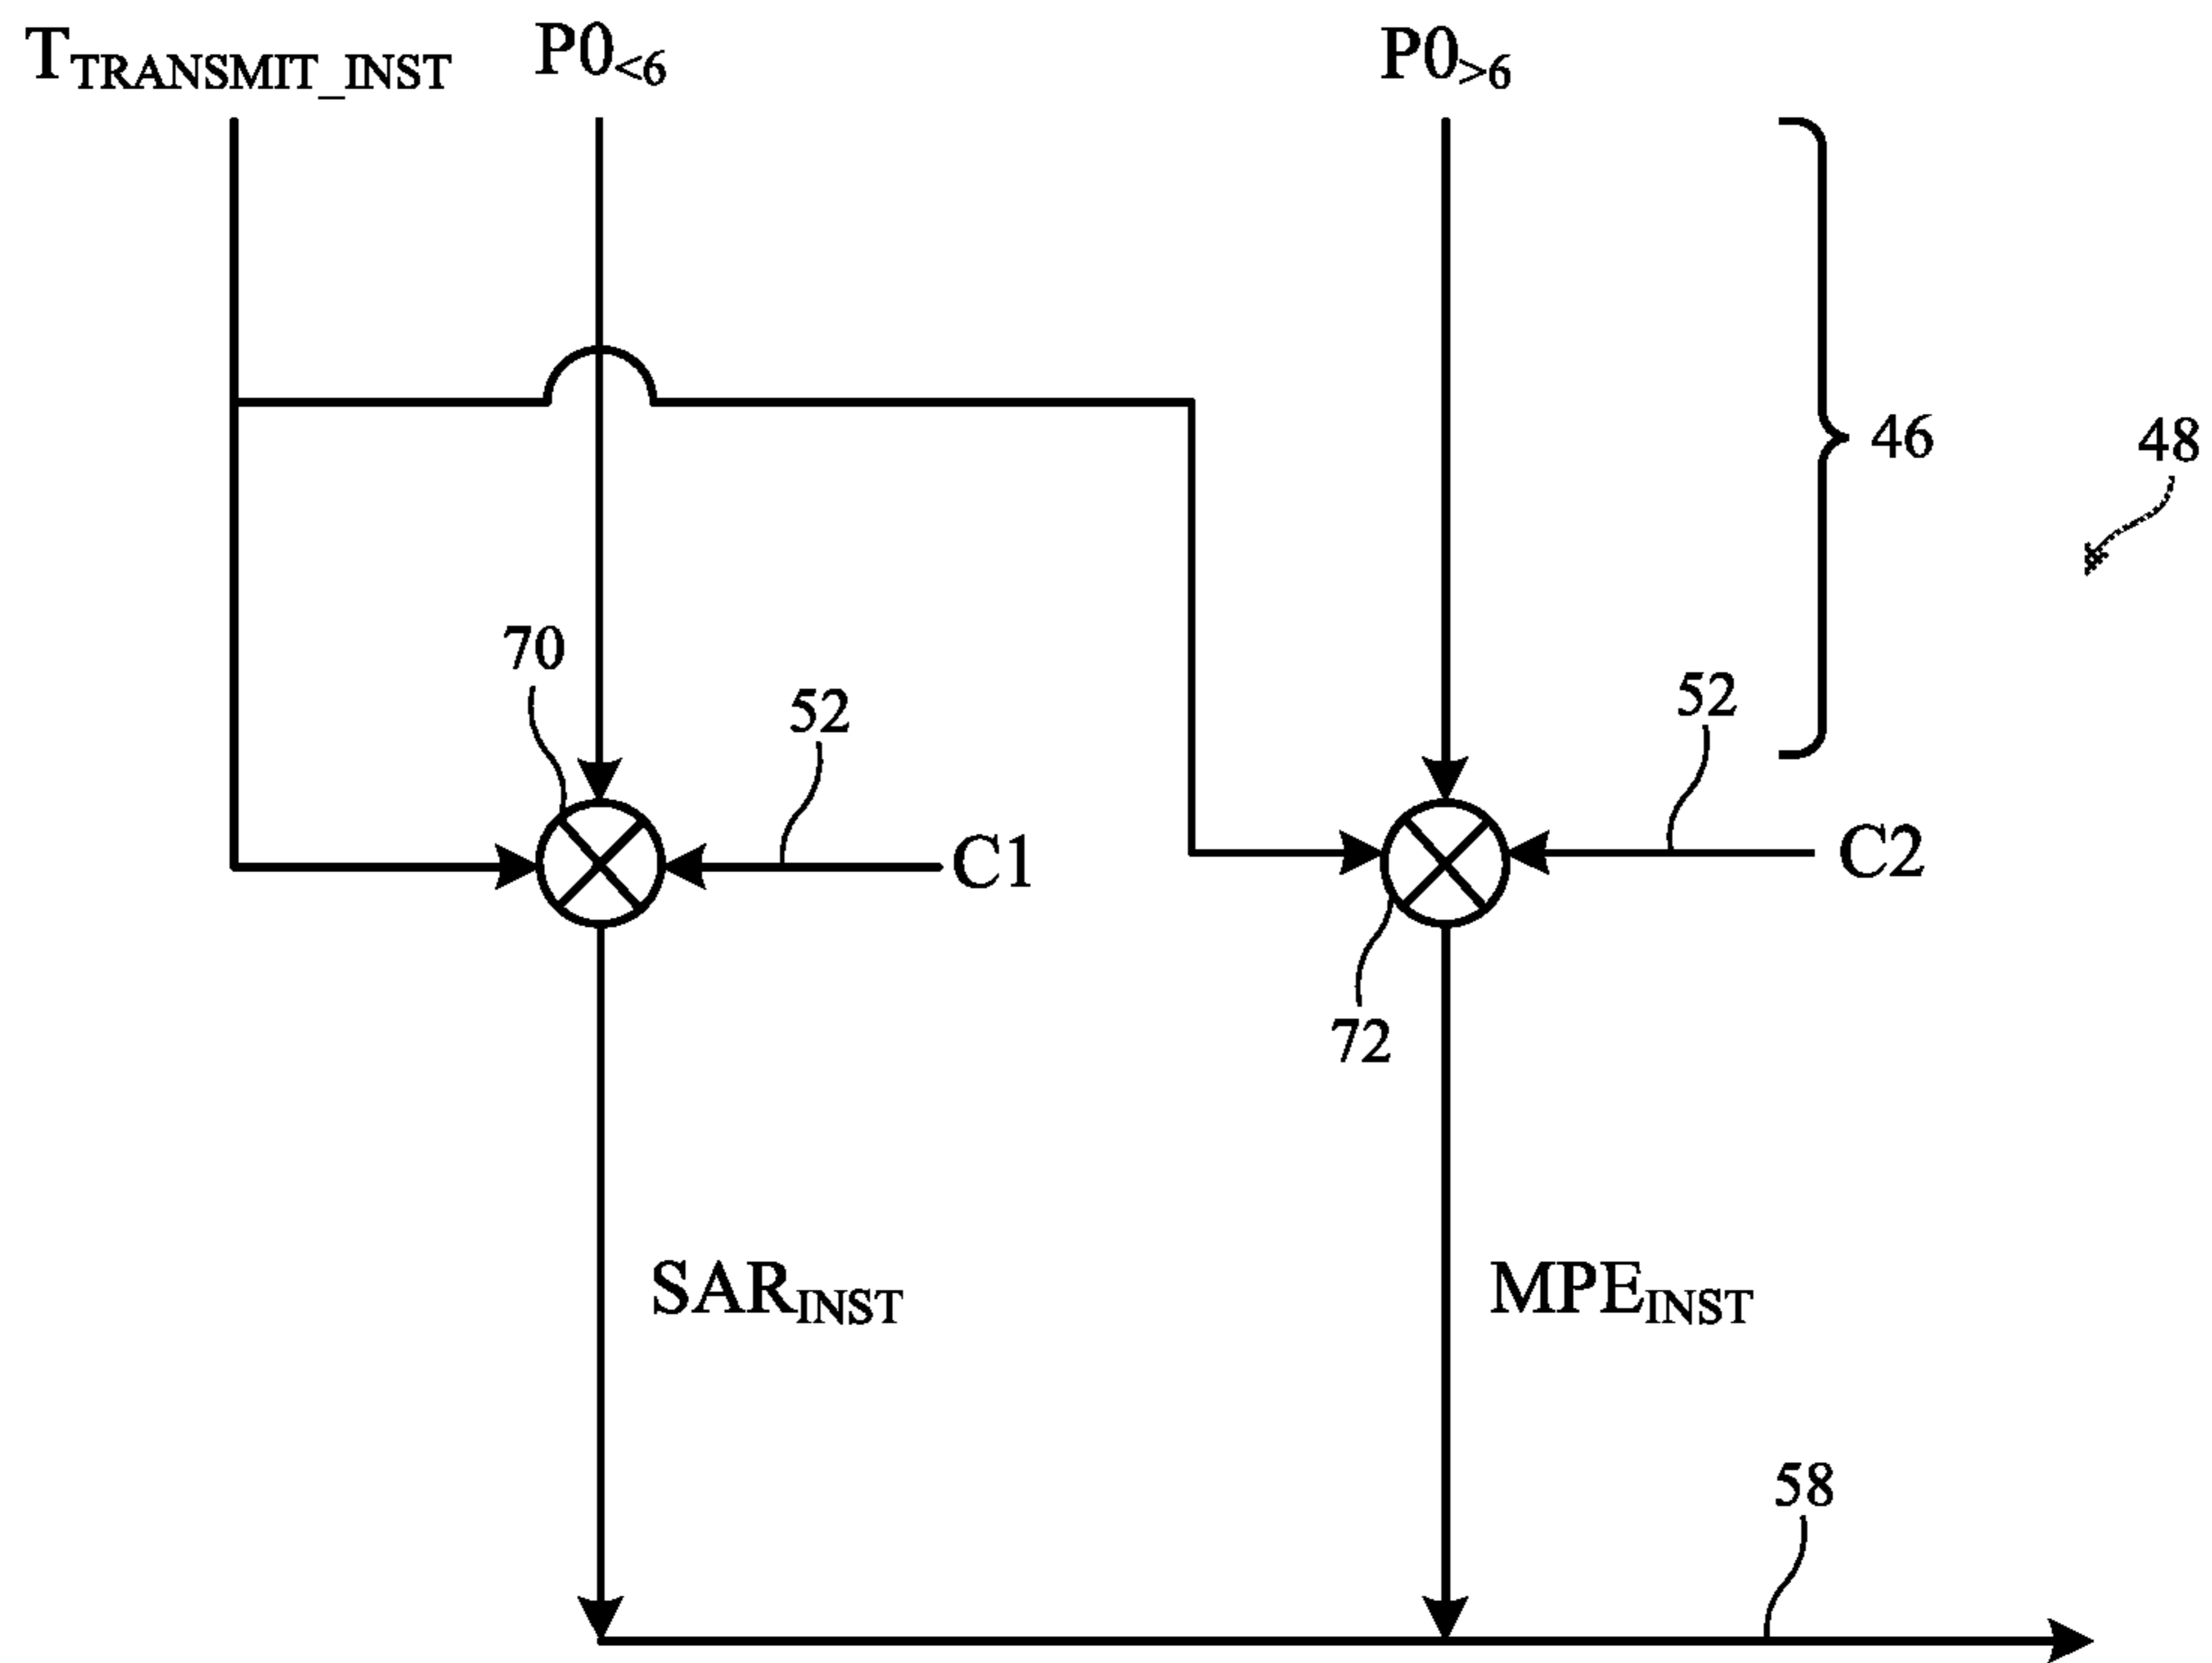 TTRANSMIT_INST
P0<6
P0>6
46
48
70
52
52
C1
C2
72
SARINST
MPEINST
58